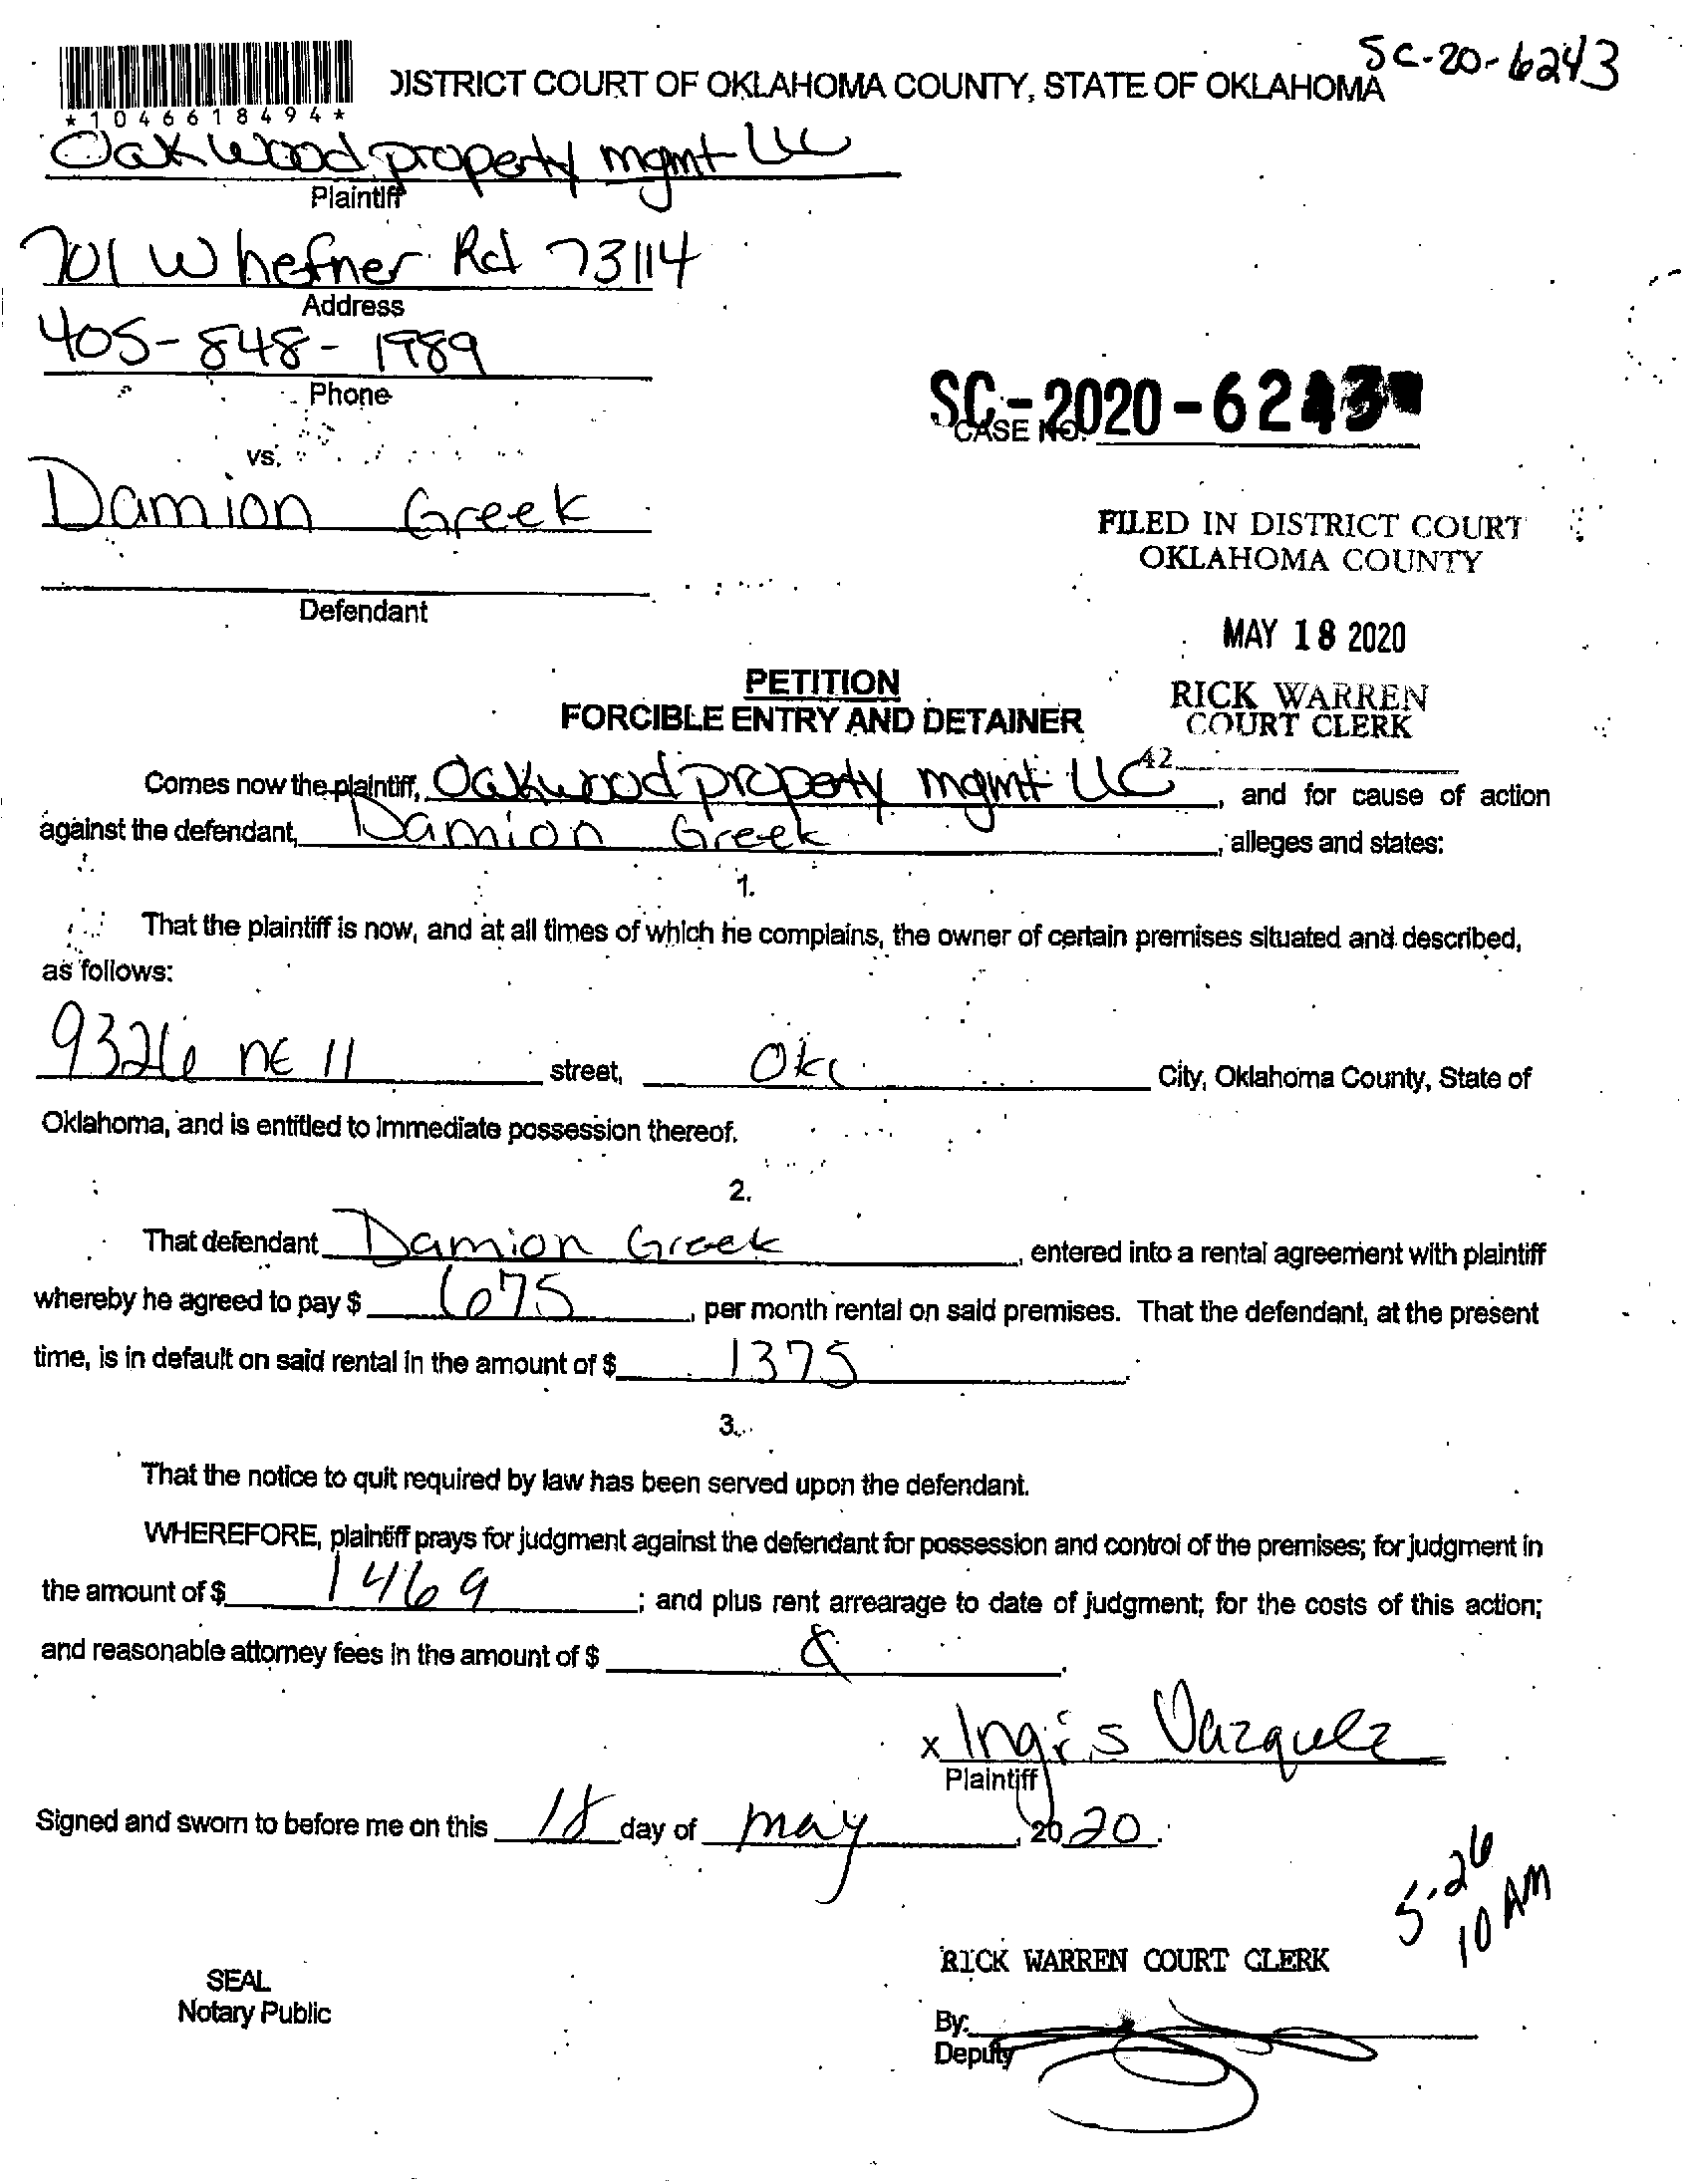 SC-20-6243
DISTRICT COURT OF OKLAHOMA COUNTY, STATE OF OKLAHOMA
*1046618494*
Oakwood property mgmt LLC
Plaintiff
701 W hefner Rd 73114
Address
405-848-1989
Phone
SC-2020-6243
CASE NO.
vs.
Damion Greek
Defendant
FILED IN DISTRICT COURT
OKLAHOMA COUNTY
MAY 18 2020
RICK WARREN
COURT CLERK
42
PETITION
FORCIBLE ENTRY AND DETAINER
Comes now the plaintiff, Oakwood property mgmt LLC, and for cause of action
against the defendant, Damion Greek, alleges and states:
1.
That the plaintiff is now, and at all times of which he complains, the owner of certain premises situated and described,
as follows:
9326 NE 11 street, Okc City, Oklahoma County, State of
Oklahoma, and is entitled to immediate possession thereof.
2.
That defendant Damion Greek, entered into a rental agreement with plaintiff
whereby he agreed to pay $ 675, per month rental on said premises. That the defendant, at the present
time, is in default on said rental in the amount of $ 1375.
3.
That the notice to quit required by law has been served upon the defendant.
WHEREFORE, plaintiff prays for judgment against the defendant for possession and control of the premises; for judgment in
the amount of $ 1469; and plus rent arrearage to date of judgment; for the costs of this action;
and reasonable attorney fees in the amount of $
x Ingris Vazquez
Plaintiff
Signed and sworn to before me on this 18 day of may, 2020.
5.26
10 AM
SEAL
Notary Public
RICK WARREN COURT CLERK
By:
Deputy